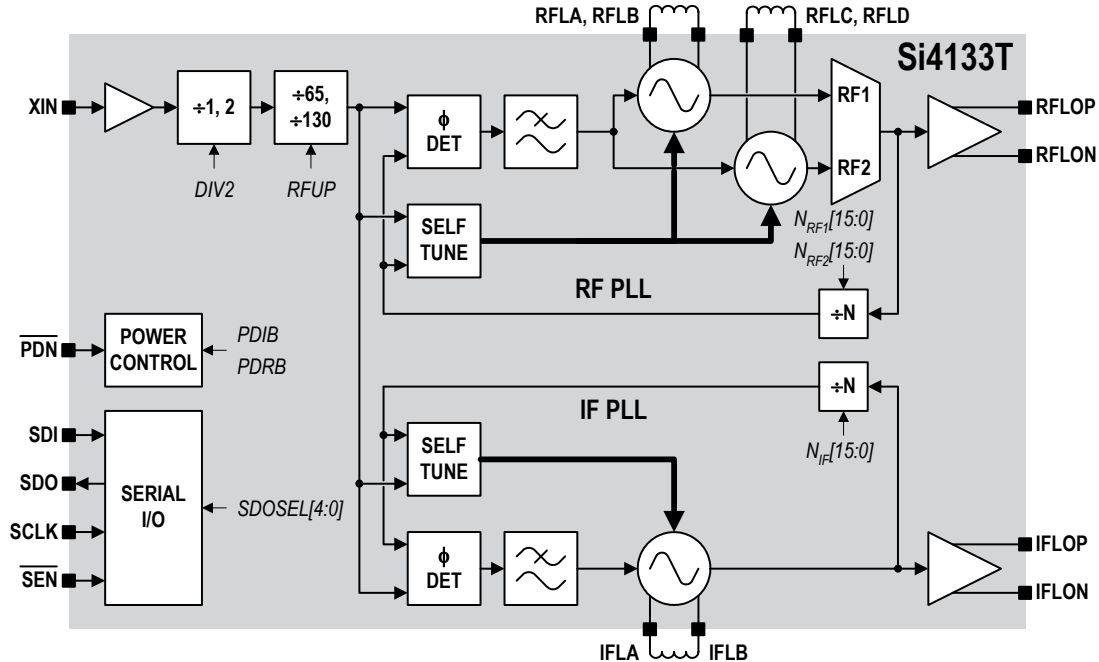 RFLA, RFLB
RFLC, RFLD
Si4133T
XIN
÷1, 2
÷65,
÷130
ϕ
DET
RF1
RF2
RFLOP
RFLON
DIV2
RFUP
SELF
TUNE
N_RF1[15:0]
N_RF2[15:0]
RF PLL
÷N
PDN
POWER
CONTROL
PDIB
PDRB
÷N
IF PLL
N_IF[15:0]
SDI
SDO
SCLK
SEN
SERIAL
I/O
SDOSEL[4:0]
SELF
TUNE
ϕ
DET
IFLOP
IFLON
IFLA
IFLB